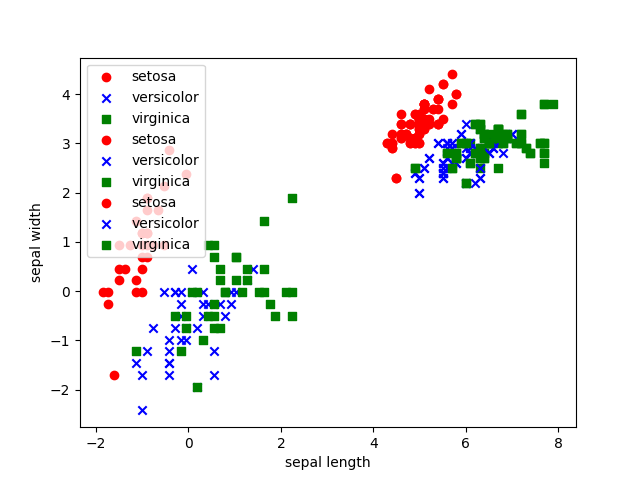 setosa
versicolor
virginica
setosa
versicolor
virginica
setosa
versicolor
virginica
4
3
2
1
0
−1
−2
sepal width
−2 0 2 4 6 8
sepal length